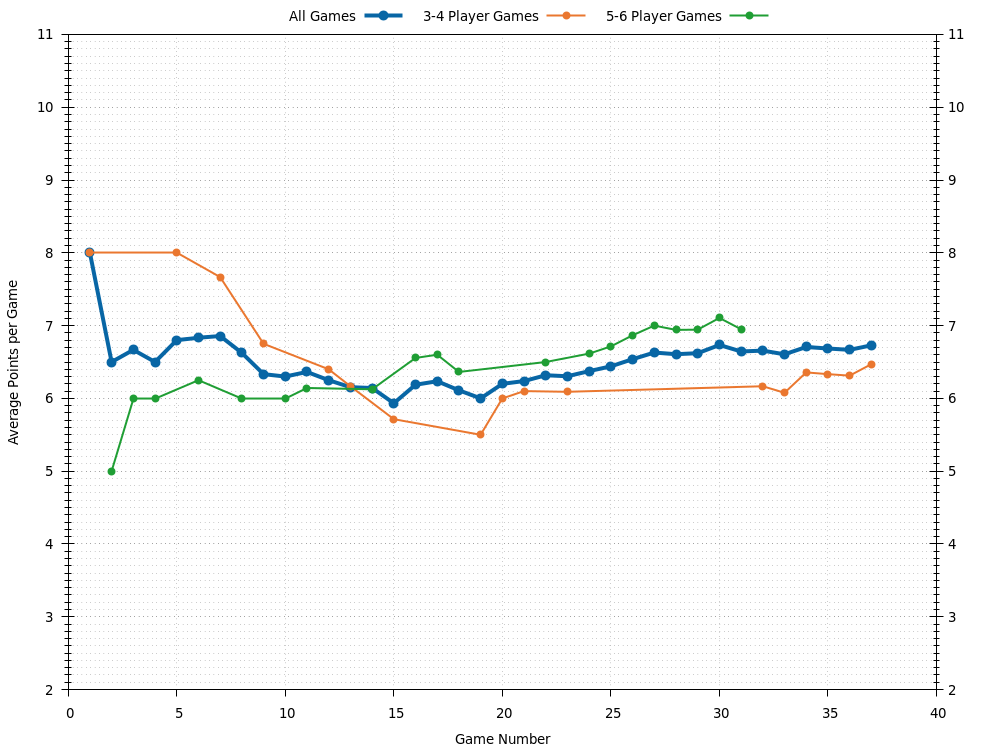 All Games 3-4 Player Games 5-6 Player Games
11 11
10 10
9 9
8 8
7 7
6 6
5 5
4 4
3 3
2 2
Average Points per Game
0 5 10 15 20 25 30 35 40
Game Number